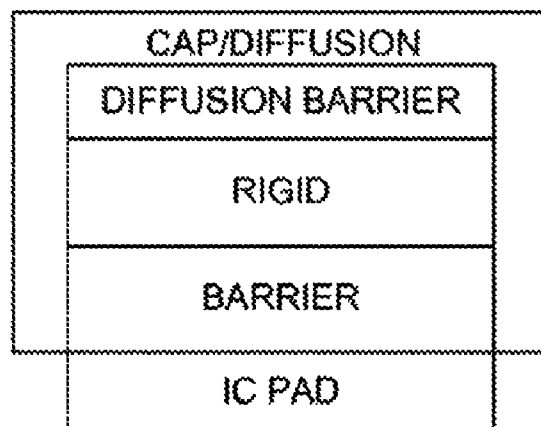 CAP/DIFFUSION
DIFFUSION BARRIER
RIGID
BARRIER
IC PAD